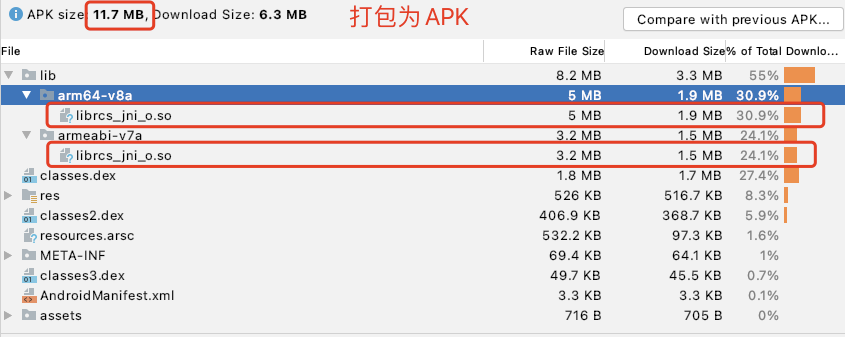 APK size: 11.7 MB, Download Size: 6.3 MB 打包为APK Compare with previous APK...
File Raw File Size Download Size % of Total Downlo...
lib 8.2 MB 3.3 MB 55%
arm64-v8a 5 MB 1.9 MB 30.9%
librcs_jni_o.so 5 MB 1.9 MB 30.9%
armeabi-v7a 3.2 MB 1.5 MB 24.1%
librcs_jni_o.so 3.2 MB 1.5 MB 24.1%
classes.dex 1.8 MB 1.7 MB 27.4%
res 526 KB 516.7 KB 8.3%
classes2.dex 406.9 KB 368.7 KB 5.9%
resources.arsc 532.2 KB 97.3 KB 1.6%
META-INF 69.4 KB 64.1 KB 1%
classes3.dex 49.7 KB 45.5 KB 0.7%
AndroidManifest.xml 3.3 KB 3.3 KB 0.1%
assets 716 B 705 B 0%